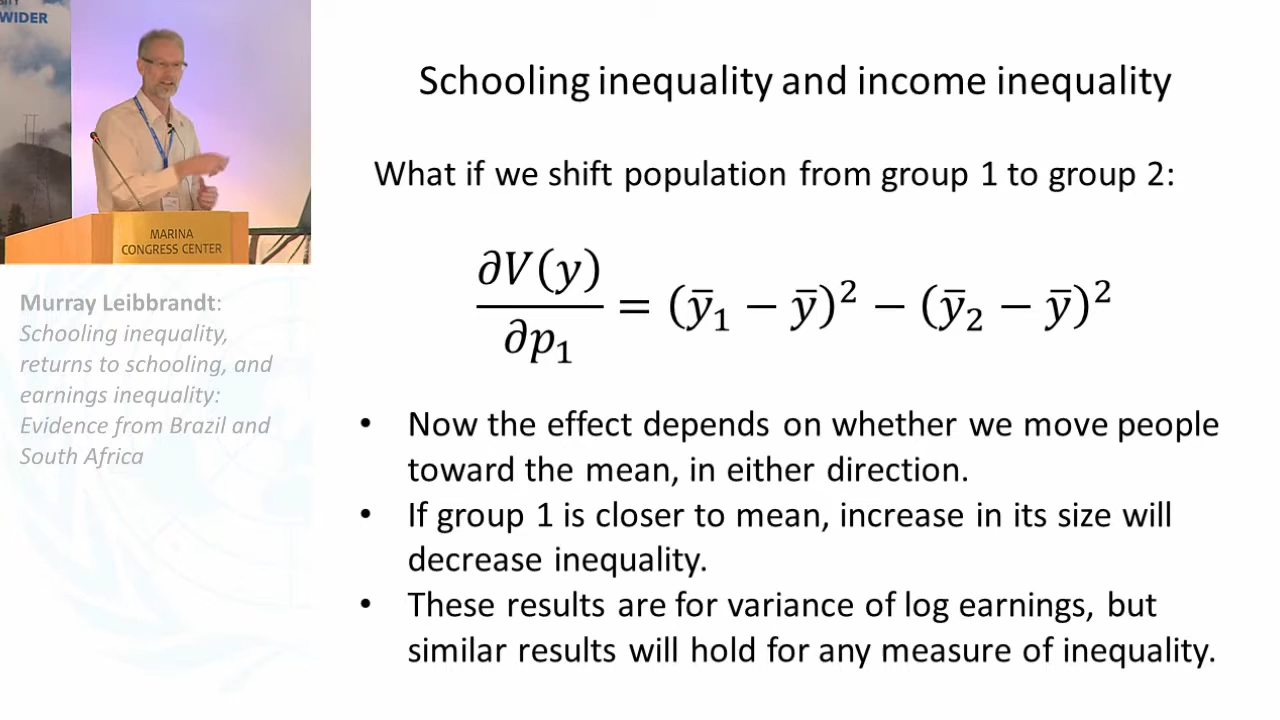 WIDER
MARINA
CONGRESS CENTER
Murray Leibbrandt:
Schooling inequality,
returns to schooling, and
earnings inequality:
Evidence from Brazil and
South Africa
Schooling inequality and income inequality
What if we shift population from group 1 to group 2:
∂V(y)/∂p₁ = (ȳ₁ − ȳ)² − (ȳ₂ − ȳ)²
• Now the effect depends on whether we move people
toward the mean, in either direction.
• If group 1 is closer to mean, increase in its size will
decrease inequality.
• These results are for variance of log earnings, but
similar results will hold for any measure of inequality.